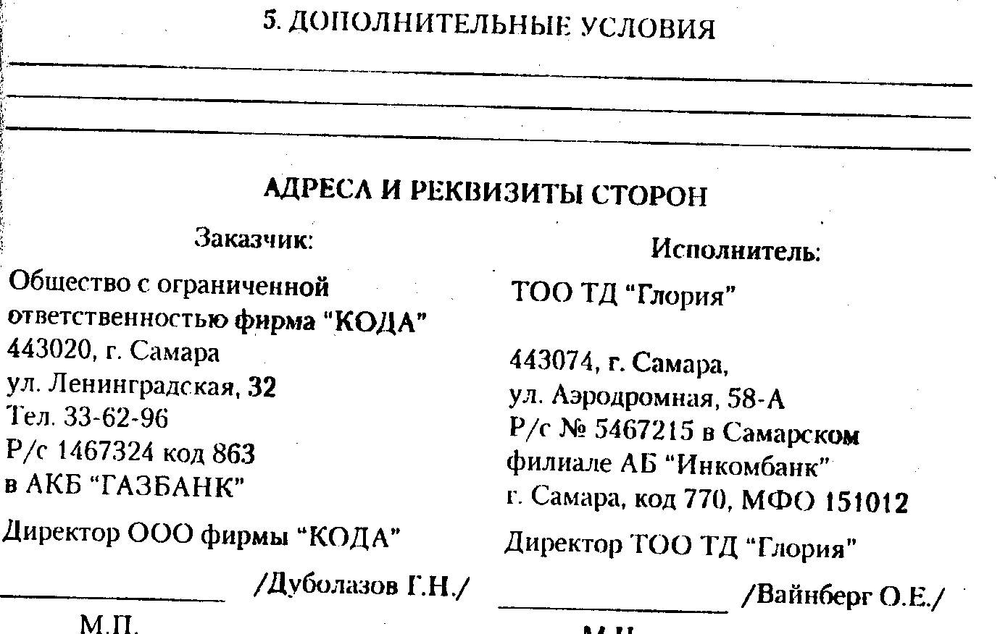 5. ДОПОЛНИТЕЛЬНЫЕ УСЛОВИЯ
АДРЕСА И РЕКВИЗИТЫ СТОРОН
Заказчик:
Общество с ограниченной
ответственностью фирма “КОДА”
443020, г. Самара
ул. Ленинградская, 32
Тел. 33-62-96
Р/с 1467324 код 863
в АКБ “ГАЗБАНК”
Директор ООО фирмы “КОДА”
/Дуболазов Г.Н./
М.П.
Исполнитель:
ТОО ТД “Глория”
443074, г. Самара,
ул. Аэродромная, 58-А
Р/с № 5467215 в Самарском
филиале АБ “Инкомбанк”
г. Самара, код 770, МФО 151012
Директор ТОО ТД “Глория”
/Вайнберг О.Е./